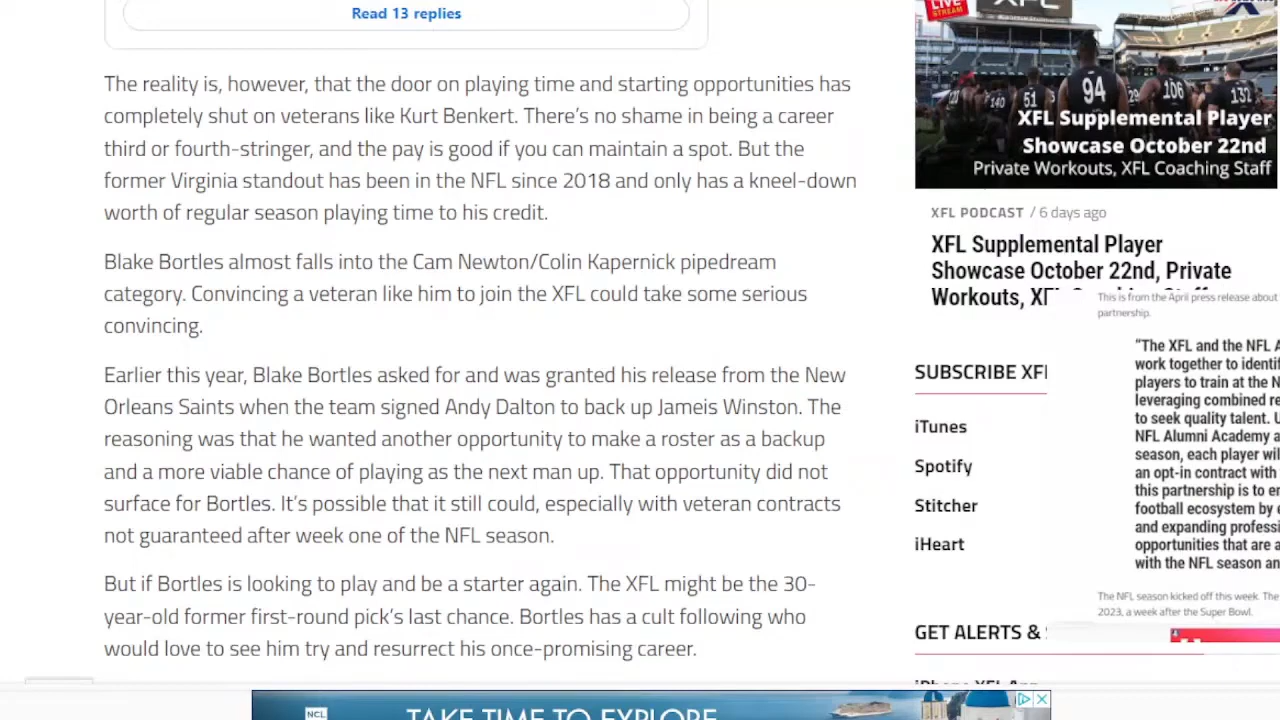 Read 13 replies
The reality is, however, that the door on playing time and starting opportunities has
completely shut on veterans like Kurt Benkert. There’s no shame in being a career
third or fourth-stringer, and the pay is good if you can maintain a spot. But the
former Virginia standout has been in the NFL since 2018 and only has a kneel-down
worth of regular season playing time to his credit.
Blake Bortles almost falls into the Cam Newton/Colin Kapernick pipedream
category. Convincing a veteran like him to join the XFL could take some serious
convincing.
Earlier this year, Blake Bortles asked for and was granted his release from the New
Orleans Saints when the team signed Andy Dalton to back up Jameis Winston. The
reasoning was that he wanted another opportunity to make a roster as a backup
and a more viable chance of playing as the next man up. That opportunity did not
surface for Bortles. It’s possible that it still could, especially with veteran contracts
not guaranteed after week one of the NFL season.
But if Bortles is looking to play and be a starter again. The XFL might be the 30-
year-old former first-round pick’s last chance. Bortles has a cult following who
would love to see him try and resurrect his once-promising career.
LIVE
STREAM
XFL
140 51 94 29 106 132
XFL Supplemental Player
Showcase October 22nd
Private Workouts, XFL Coaching Staff
XFL PODCAST / 6 days ago
XFL Supplemental Player
Showcase October 22nd, Private
Workouts,
This is from the April press release about
partnership.
“The XFL and the NFL A
work together to identif
players to train at the N
leveraging combined re
to seek quality talent. U
NFL Alumni Academy a
season, each player wil
an opt-in contract with
this partnership is to e
football ecosystem by e
and expanding professi
opportunities that are a
with the NFL season an
The NFL season kicked off this week. The
2023, a week after the Super Bowl.
SUBSCRIBE XF
iTunes
Spotify
Stitcher
iHeart
GET ALERTS &
iPhone XFL App
NCL
TAKE TIME TO EXPLORE